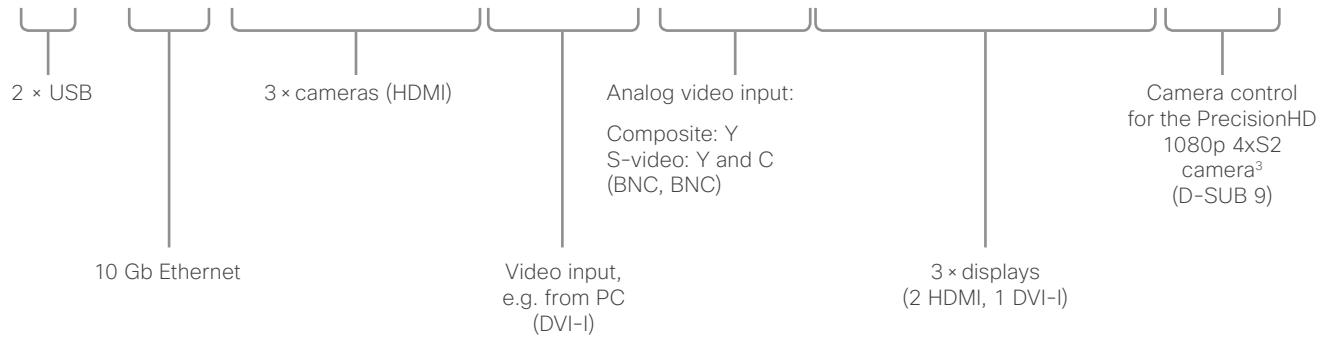 2 × USB
3 × cameras (HDMI)
Analog video input:
Composite: Y
S-video: Y and C
(BNC, BNC)
Camera control
for the PrecisionHD
1080p 4xS2
camera³
(D-SUB 9)
10 Gb Ethernet
Video input,
e.g. from PC
(DVI-I)
3 × displays
(2 HDMI, 1 DVI-I)